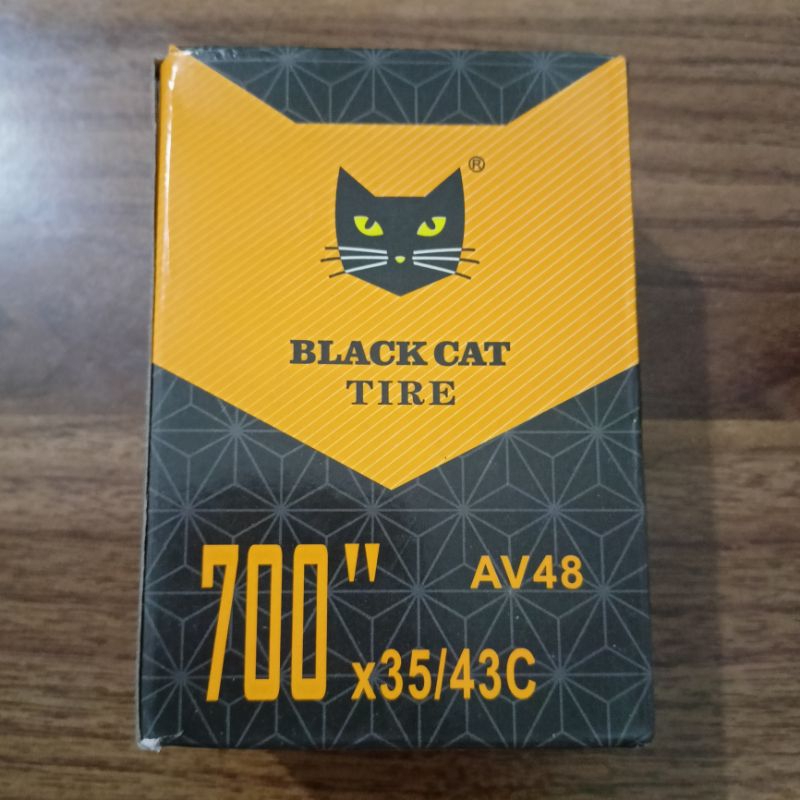 ®
BLACK CAT
TIRE
700" AV48
x35/43C